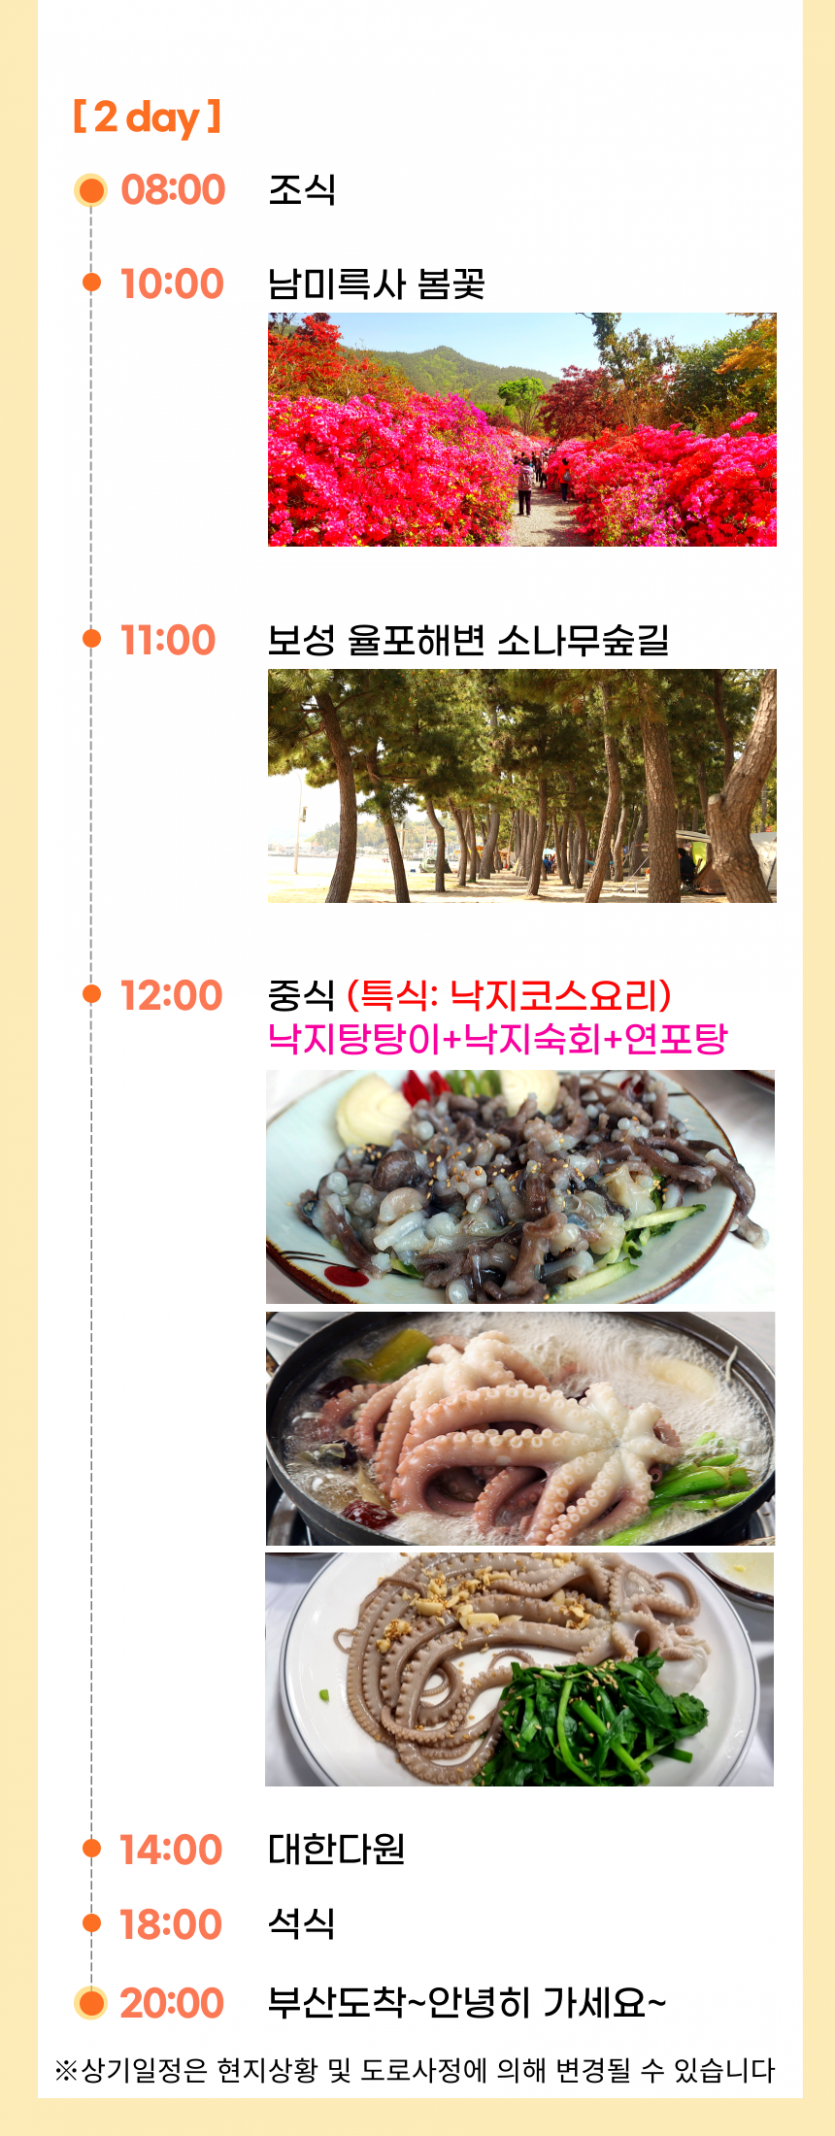 [ 2 day ]
08:00 조식
10:00 남미륵사 봄꽃
11:00 보성 율포해변 소나무숲길
12:00 중식 (특식: 낙지코스요리)
낙지탕탕이+낙지숙회+연포탕
14:00 대한다원
18:00 석식
20:00 부산도착~안녕히 가세요~
※상기일정은 현지상황 및 도로사정에 의해 변경될 수 있습니다